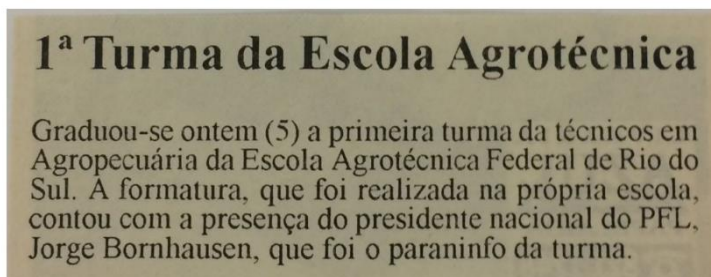 1ª Turma da Escola Agrotécnica
Graduou-se ontem (5) a primeira turma da técnicos em
Agropecuária da Escola Agrotécnica Federal de Rio do
Sul. A formatura, que foi realizada na própria escola,
contou com a presença do presidente nacional do PFL,
Jorge Bornhausen, que foi o paraninfo da turma.